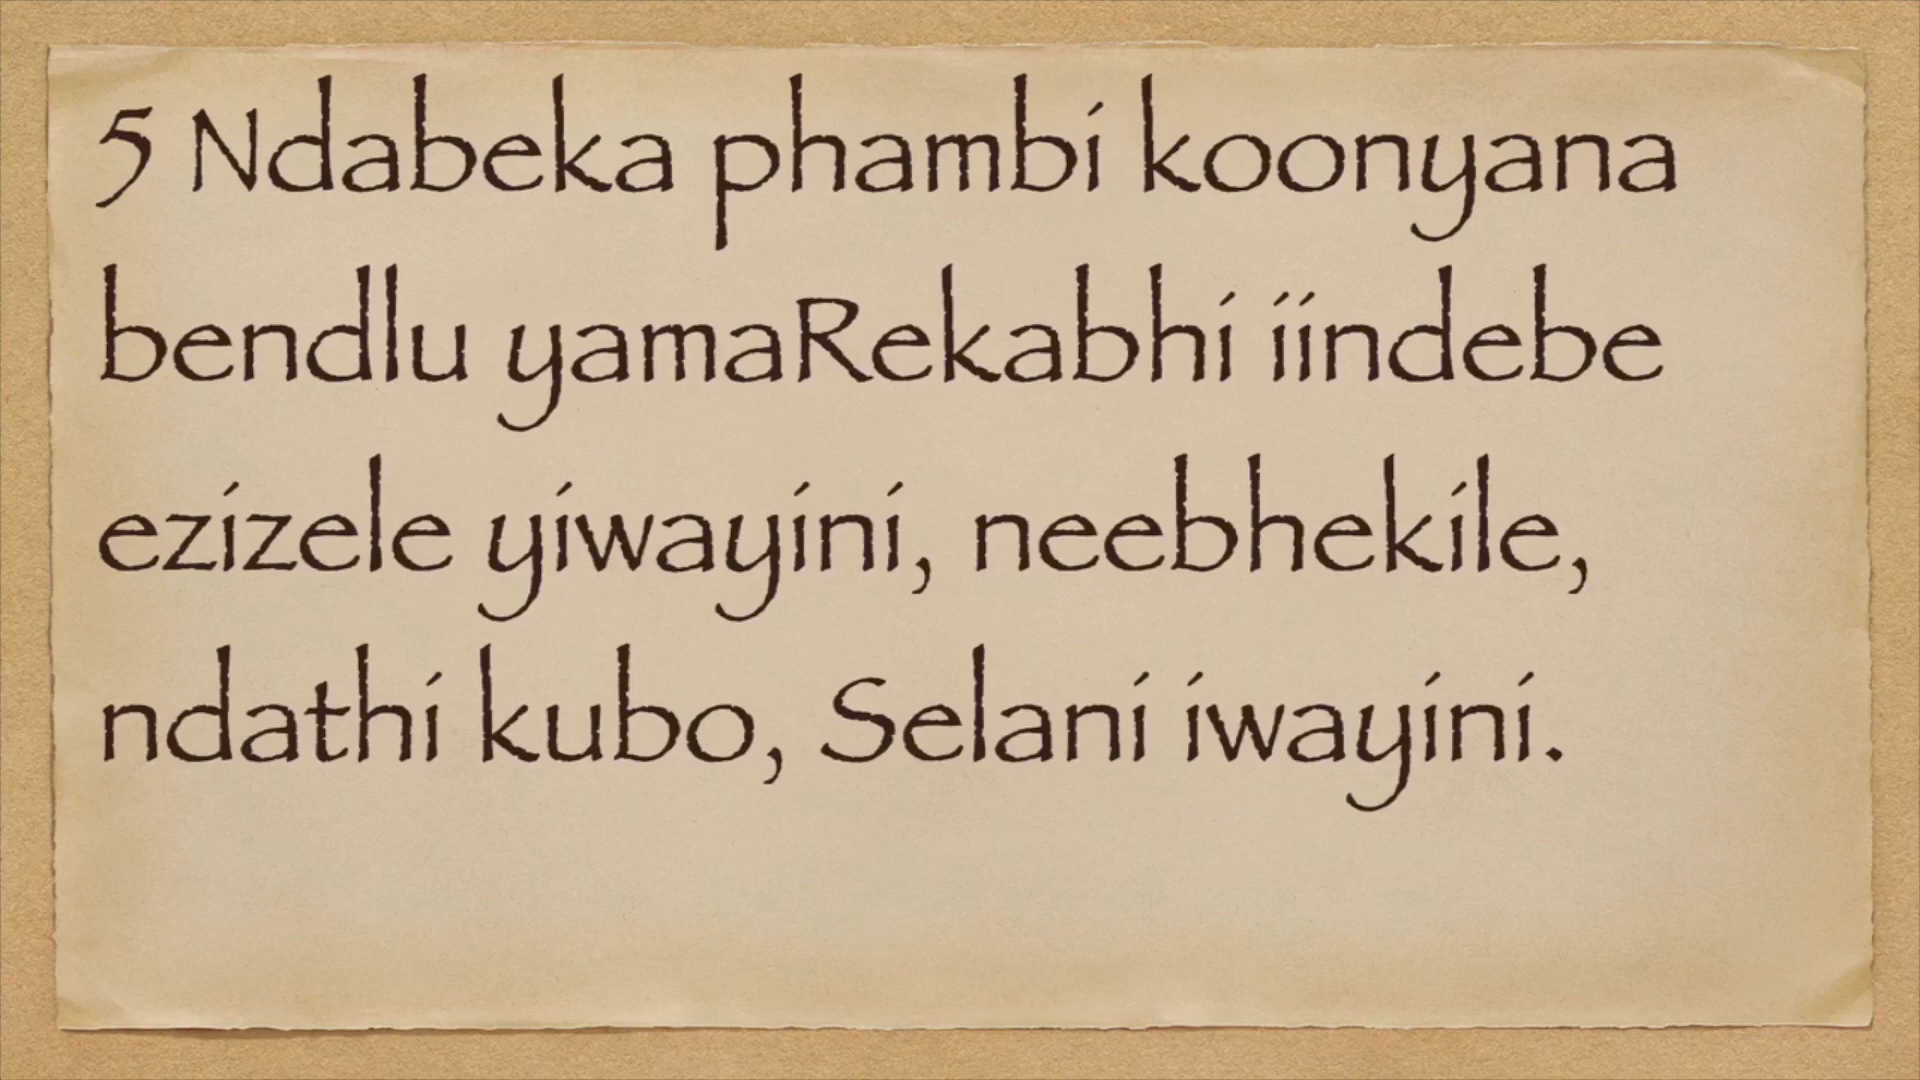 5 Ndabeka phambi koonyana
bendlu yamaRekabhi iindebe
ezizele yiwayini, neebhekile,
ndathi kubo, Selani iwayini.